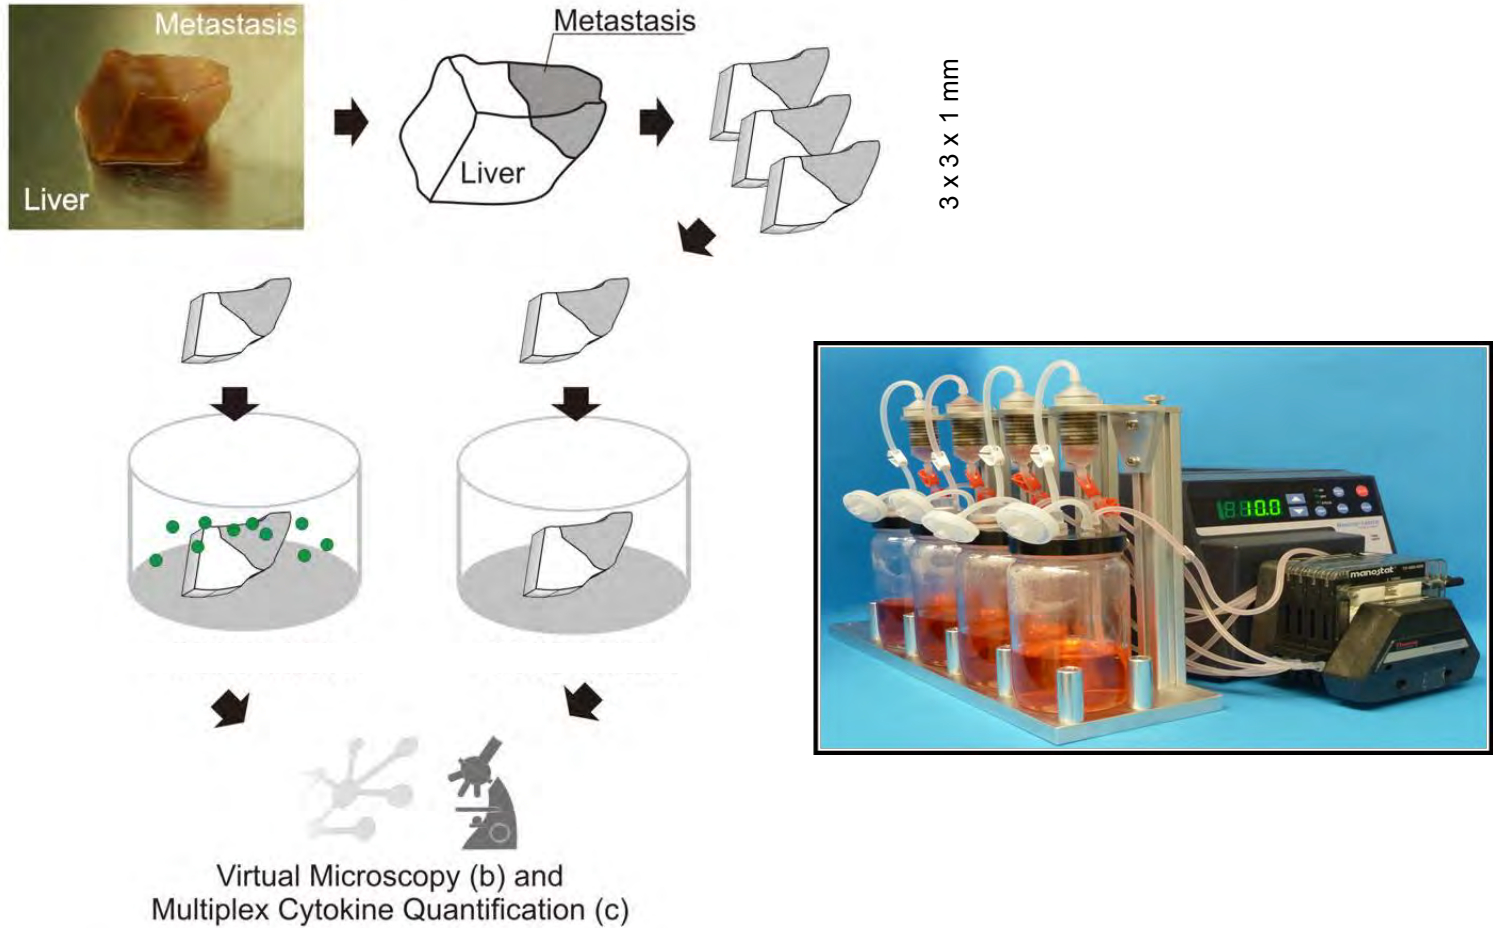 Metastasis
Liver
Metastasis
Liver
3 x 3 x 1 mm
10.0
manostat
Virtual Microscopy (b) and
Multiplex Cytokine Quantification (c)